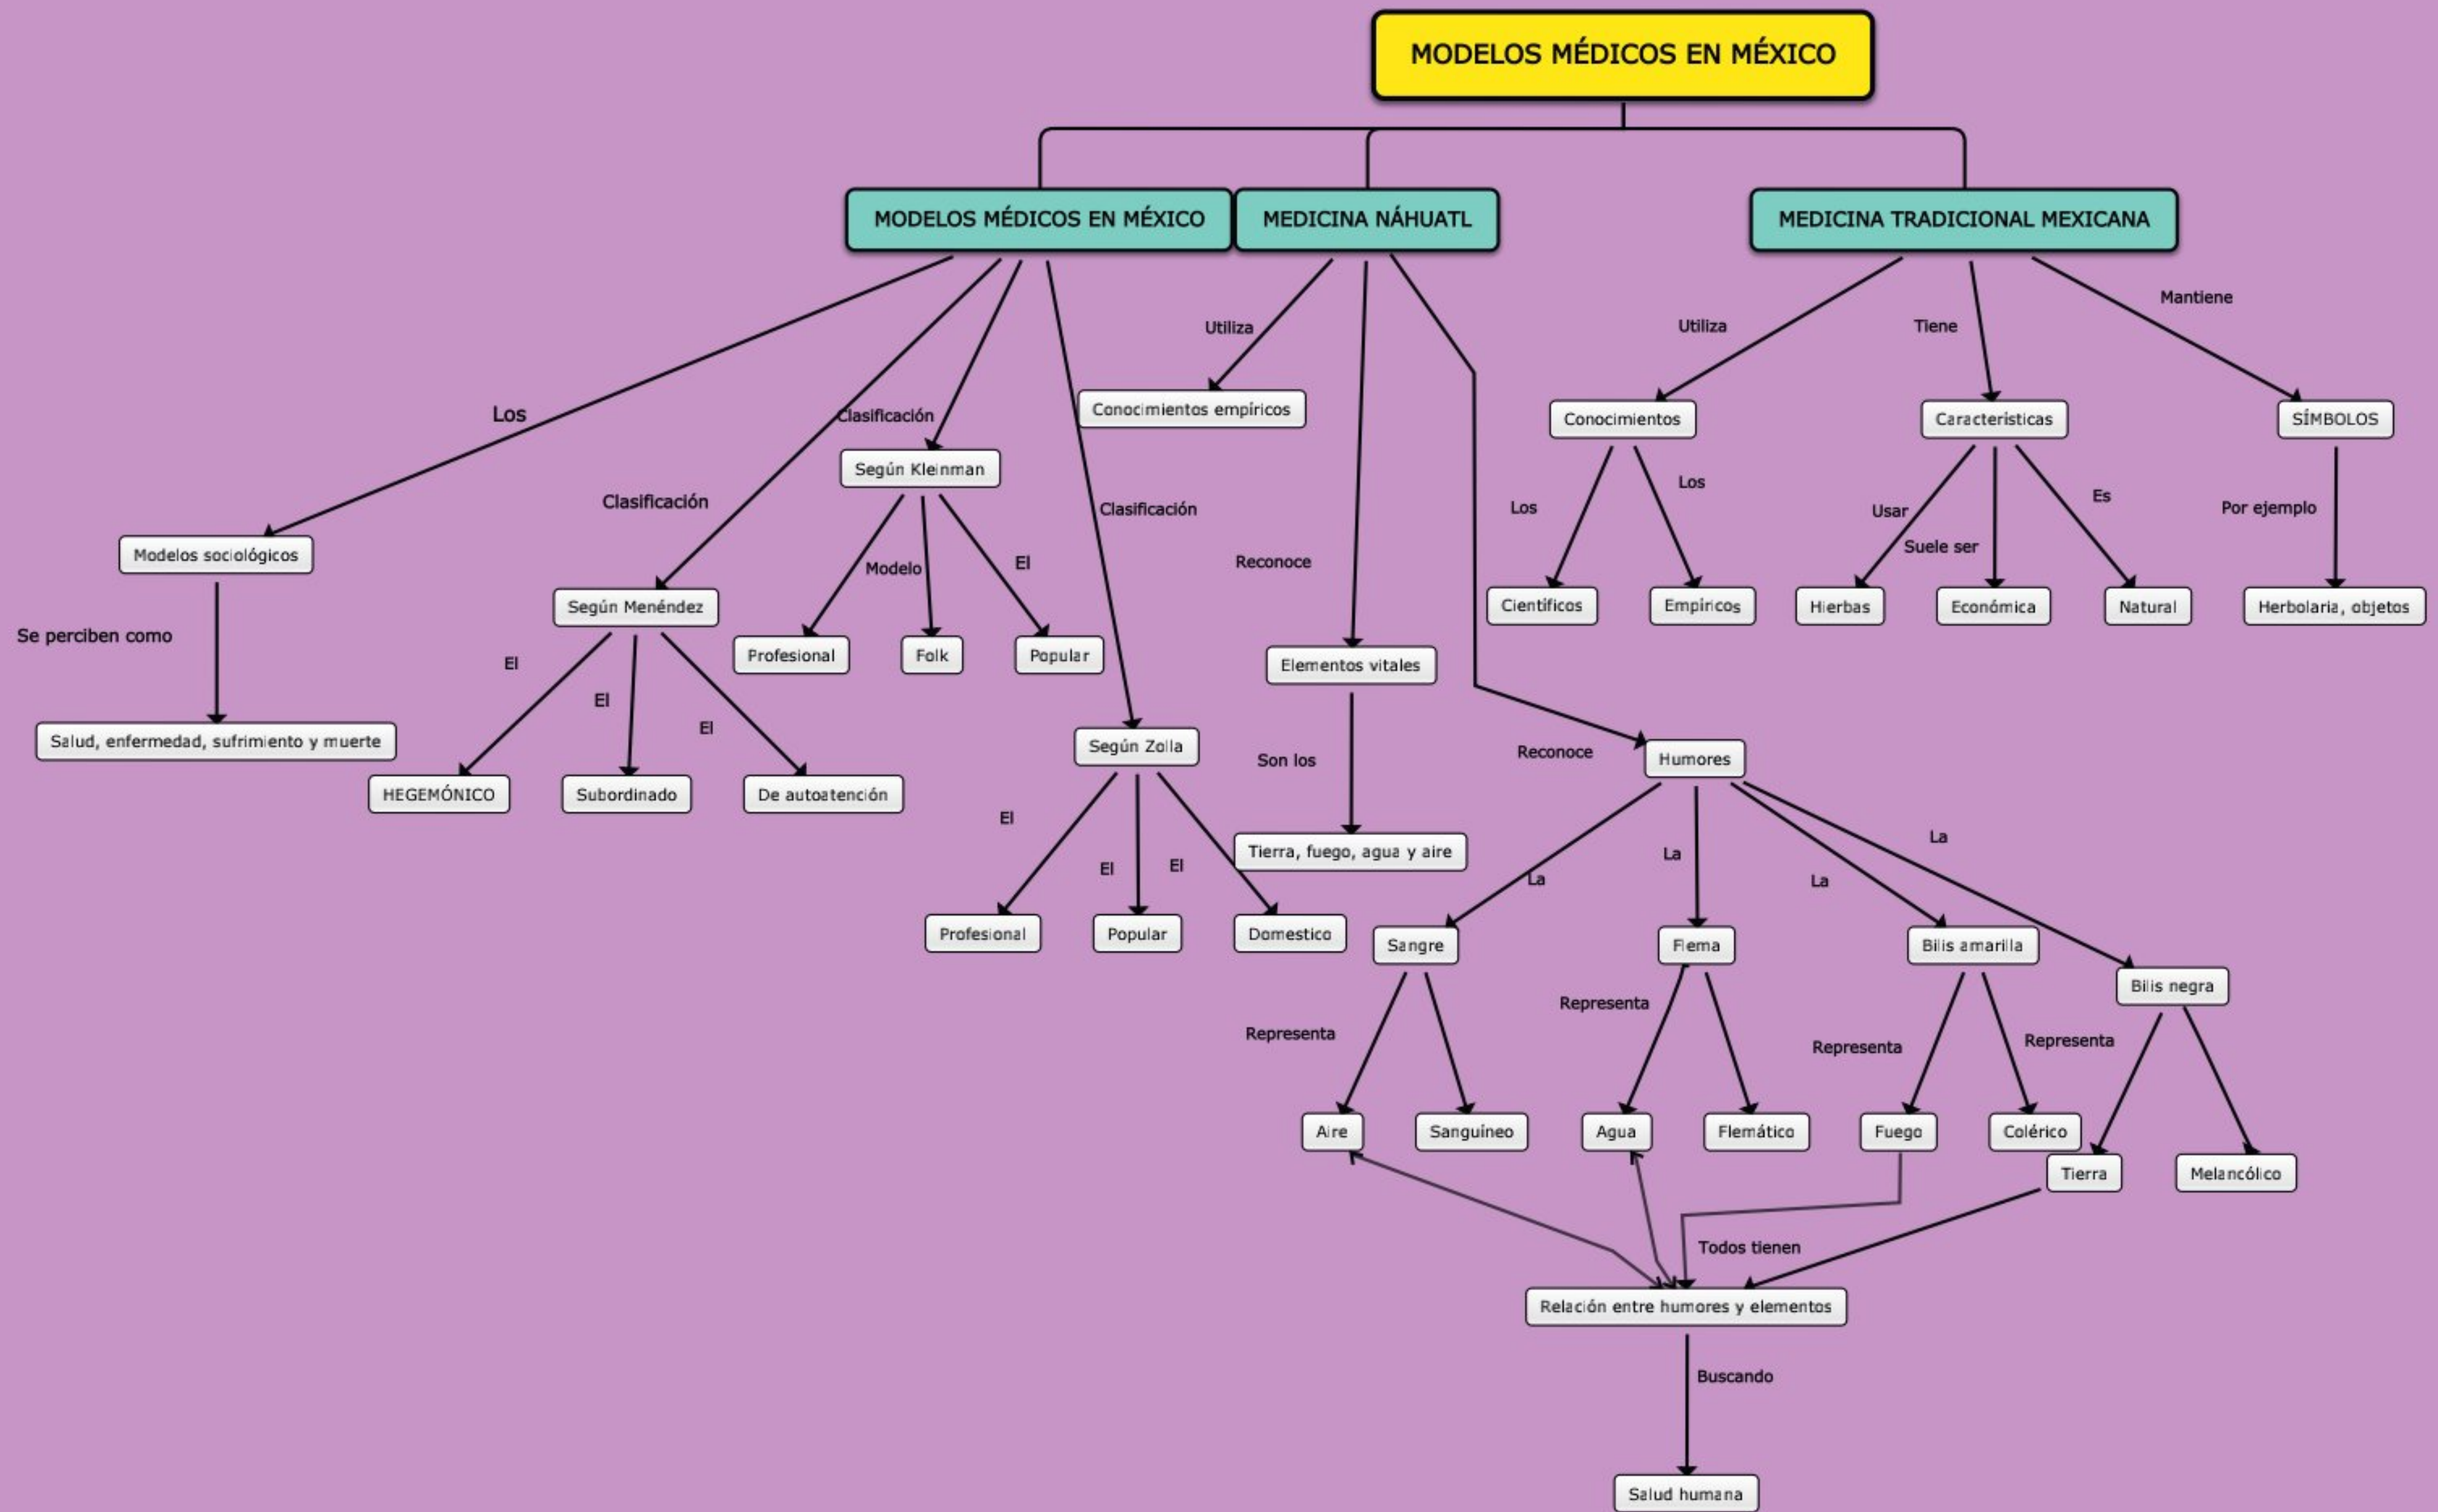 MODELOS MÉDICOS EN MÉXICO
MODELOS MÉDICOS EN MÉXICO
MEDICINA NÁHUATL
MEDICINA TRADICIONAL MEXICANA
Los
Modelos sociológicos
Se perciben como
Salud, enfermedad, sufrimiento y muerte
Clasificación
Según Menéndez
El
El
El
HEGEMÓNICO
Subordinado
De autoatención
Clasificación
Según Kleinman
Modelo
El
Profesional
Folk
Popular
Clasificación
Según Zolla
El
El
El
Profesional
Popular
Domestico
Utiliza
Conocimientos empíricos
Reconoce
Elementos vitales
Son los
Tierra, fuego, agua y aire
Reconoce
Humores
La
La
La
La
Sangre
Flema
Bilis amarilla
Bilis negra
Representa
Representa
Representa
Representa
Aire
Sanguíneo
Agua
Flemático
Fuego
Colérico
Tierra
Melancólico
Todos tienen
Relación entre humores y elementos
Buscando
Salud humana
Utiliza
Tiene
Mantiene
Conocimientos
Características
SÍMBOLOS
Los
Los
Usar
Suele ser
Es
Por ejemplo
Científicos
Empíricos
Hierbas
Económica
Natural
Herbolaria, objetos